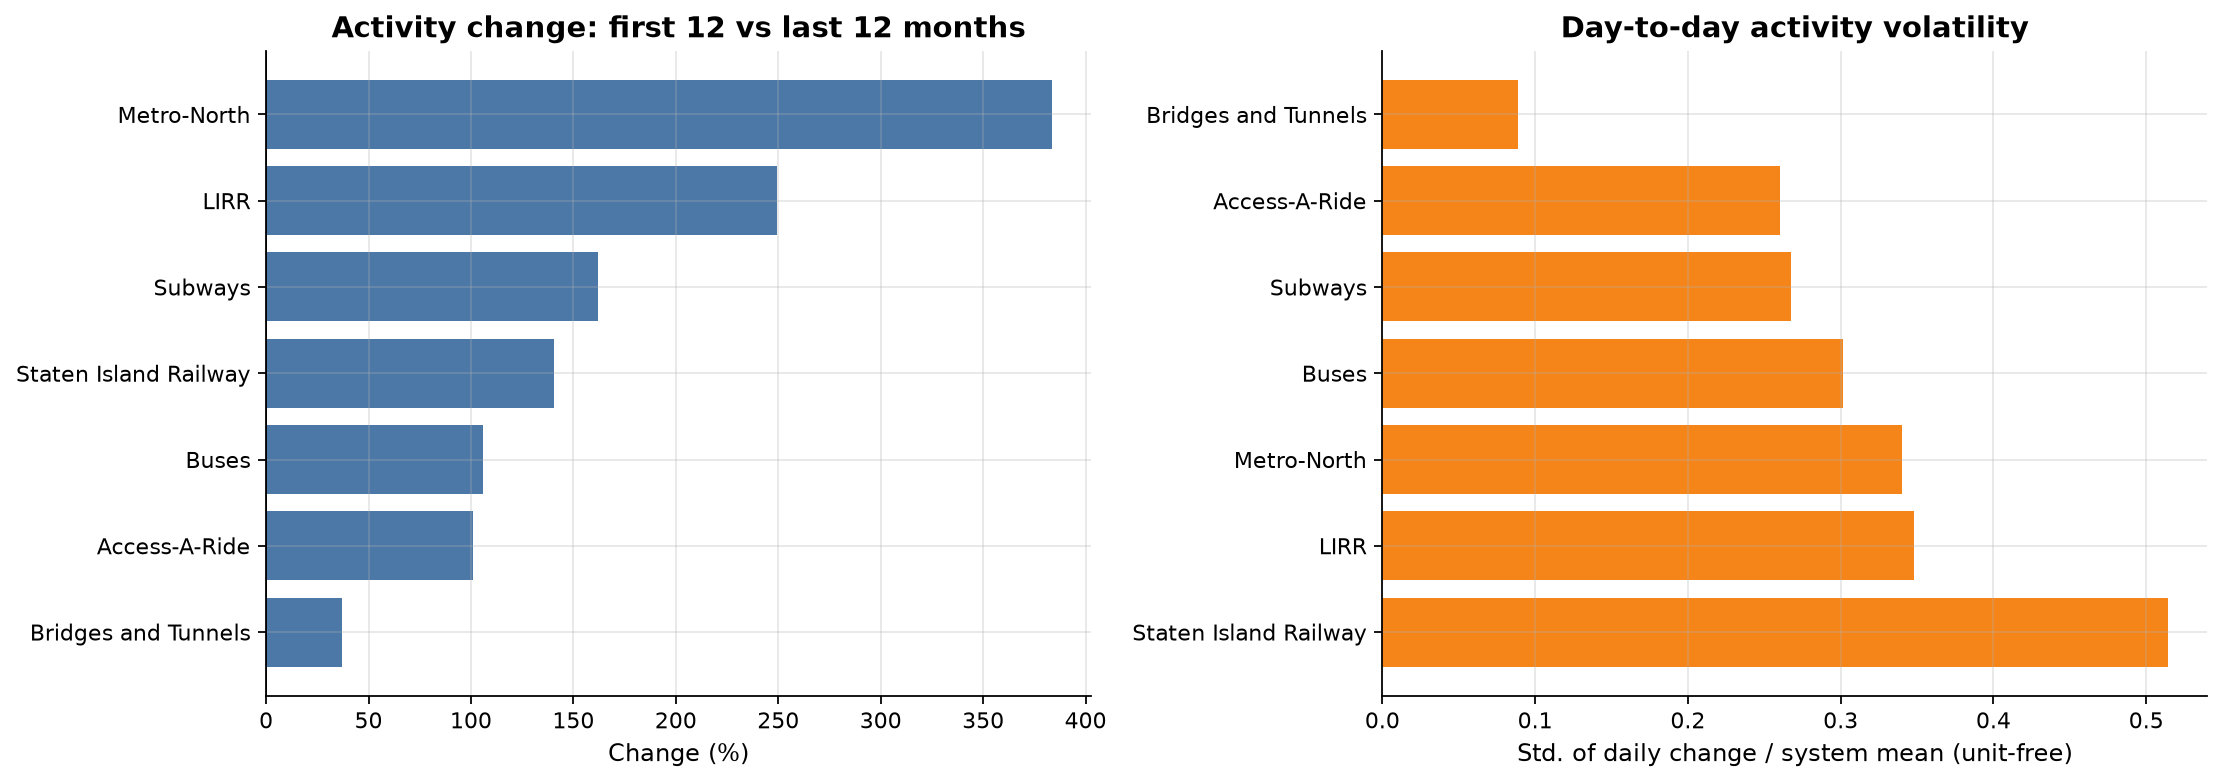 Activity change: first 12 vs last 12 months
Metro-North
LIRR
Subways
Staten Island Railway
Buses
Access-A-Ride
Bridges and Tunnels
0 50 100 150 200 250 300 350 400
Change (%)
Day-to-day activity volatility
Bridges and Tunnels
Access-A-Ride
Subways
Buses
Metro-North
LIRR
Staten Island Railway
0.0 0.1 0.2 0.3 0.4 0.5
Std. of daily change / system mean (unit-free)